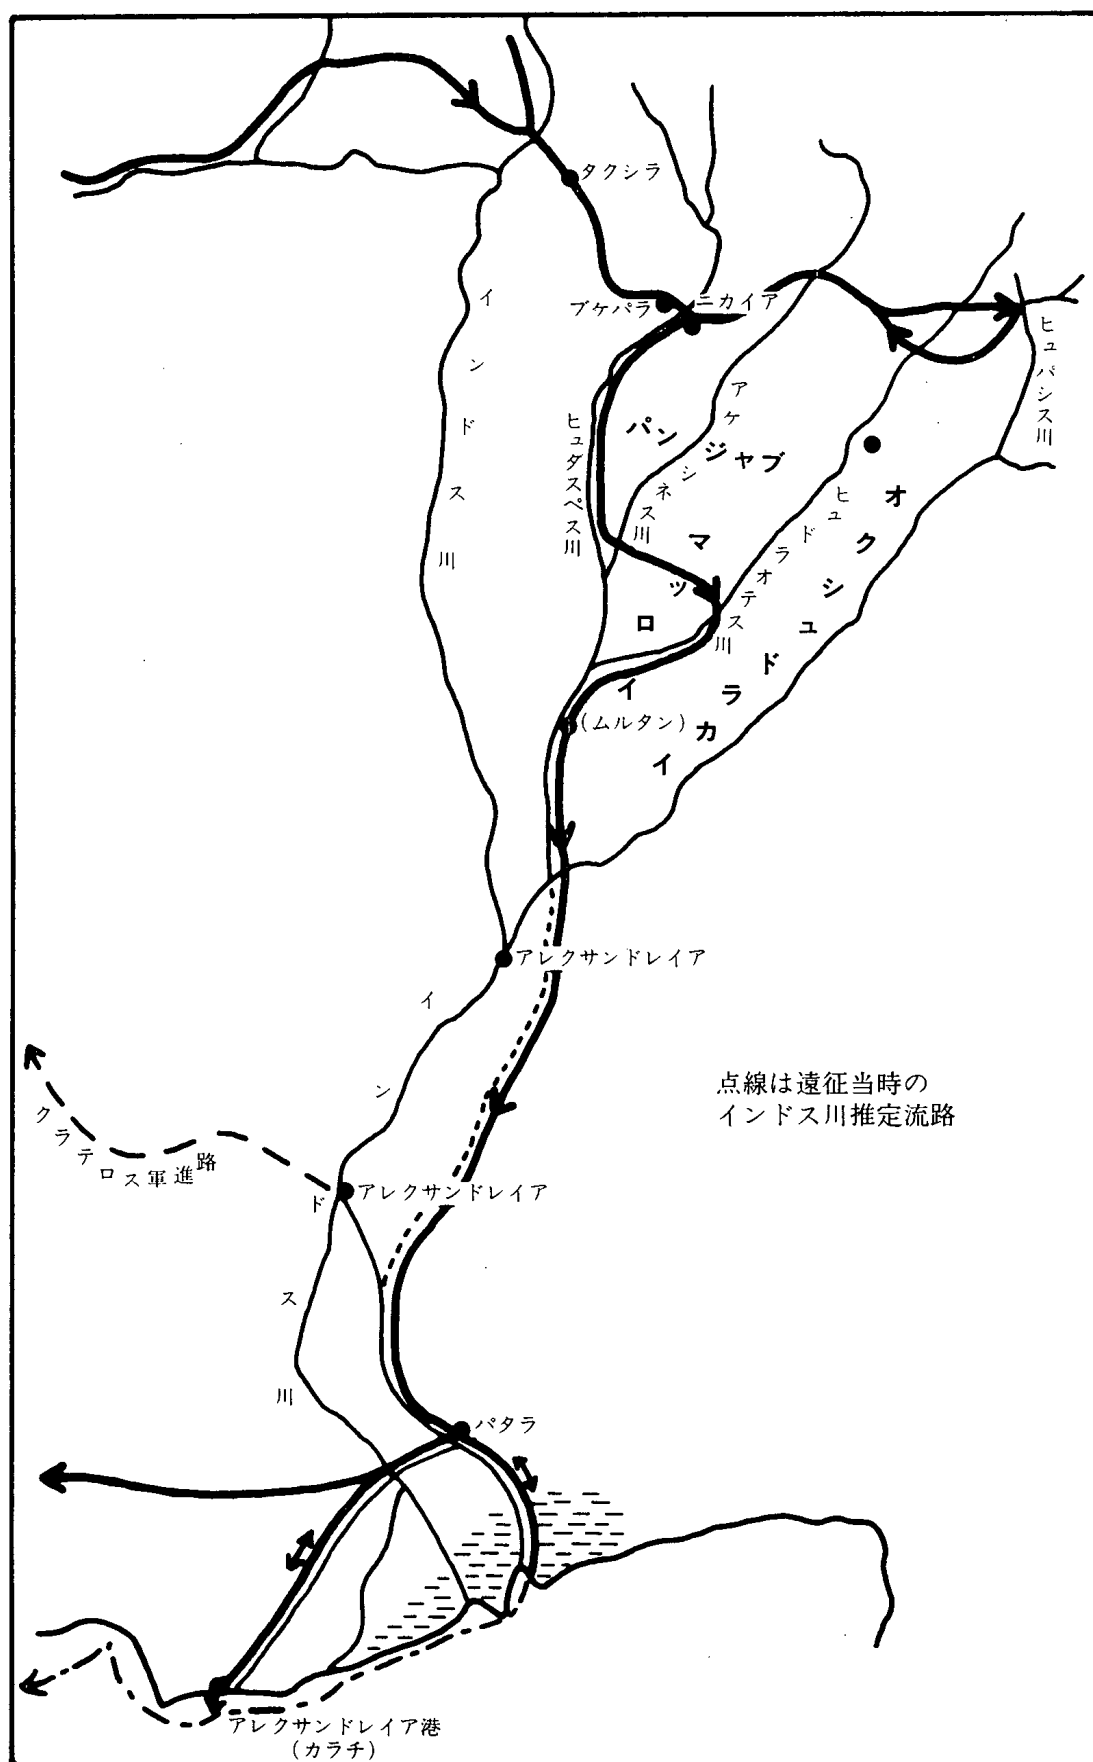 タクシラ
ブケパラ
ニカイア
インドス川
ヒュダスペス川
アケシネス川
パンジャブ
ヒュドラオテス川
ヒュパシス川
マッロイ
オクシュドラカイ
(ムルタン)
アレクサンドレイア
インドス川
点線は遠征当時の
インドス川推定流路
クラテロス軍進路
アレクサンドレイア
パタラ
アレクサンドレイア港
(カラチ)